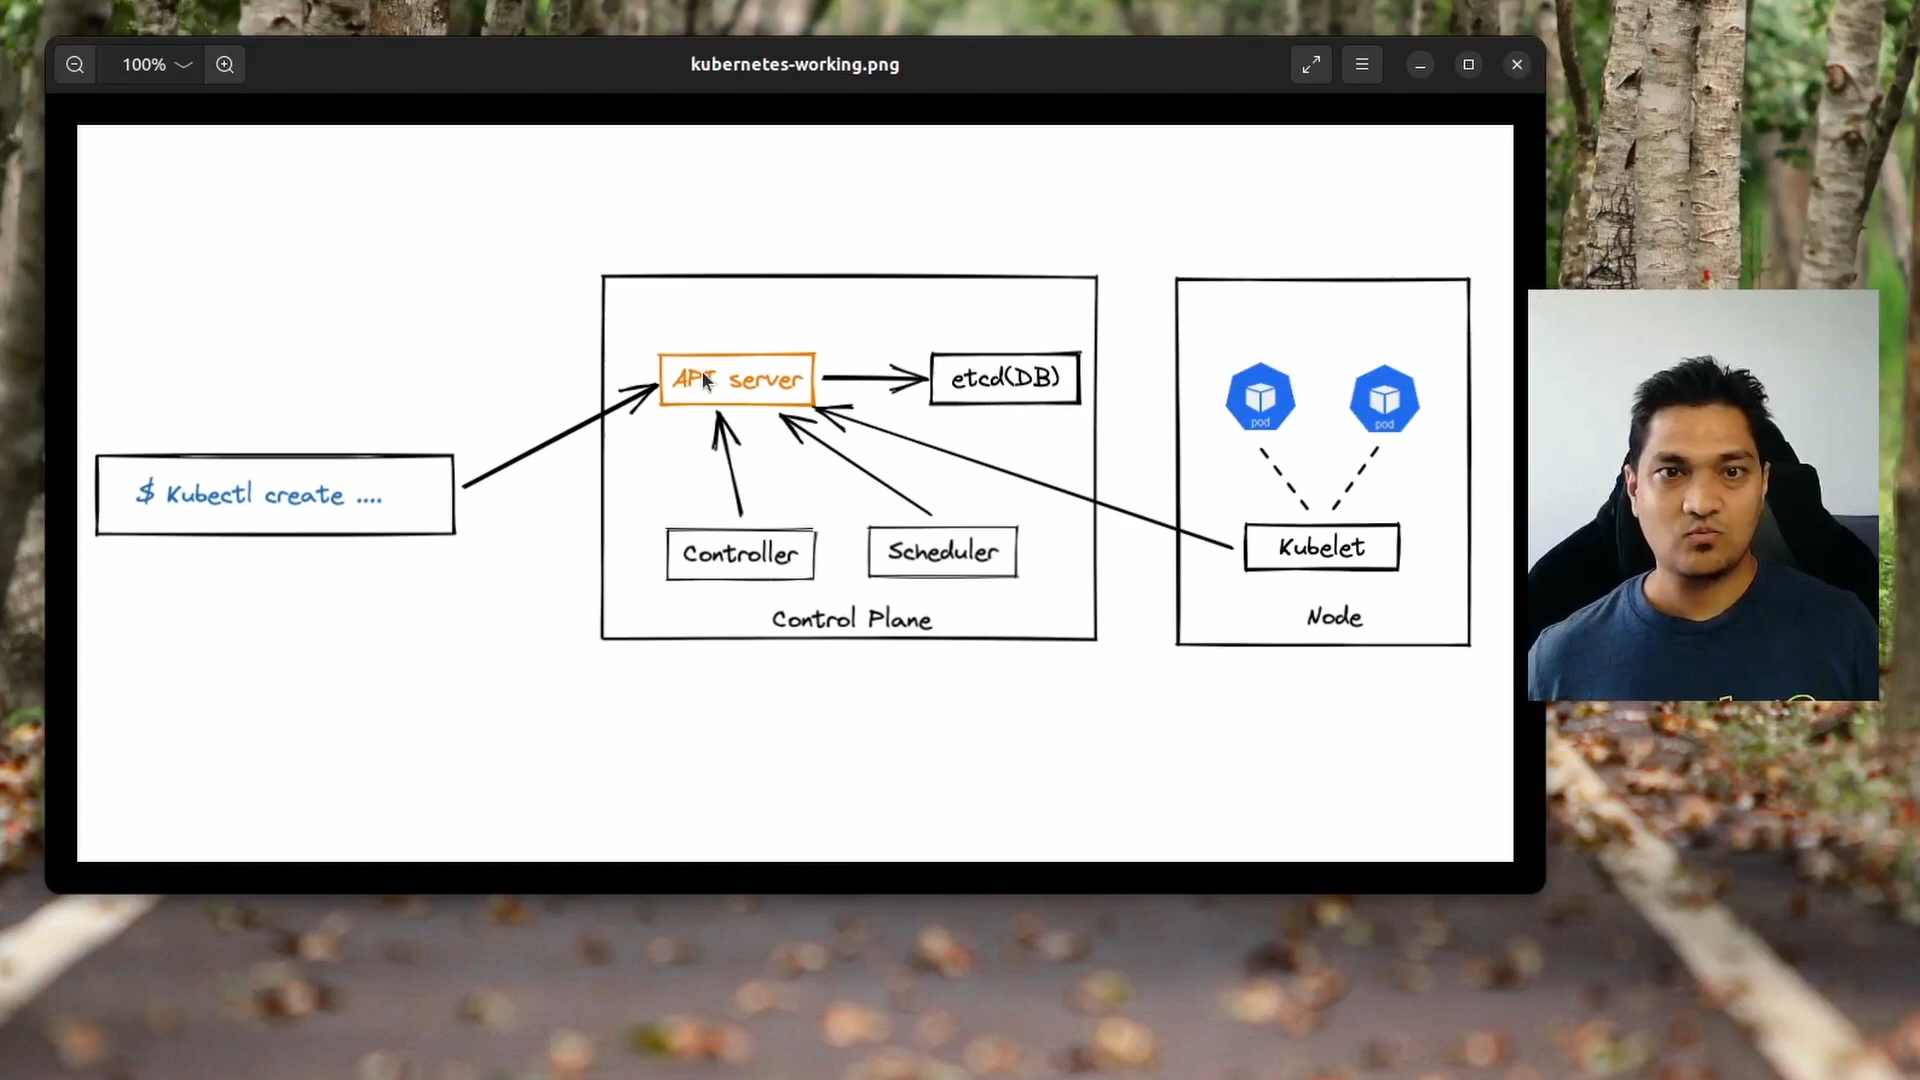 100%
kubernetes-working.png
API server
etcd(DB)
pod
pod
$ Kubectl create ....
Controller
Scheduler
Kubelet
Control Plane
Node